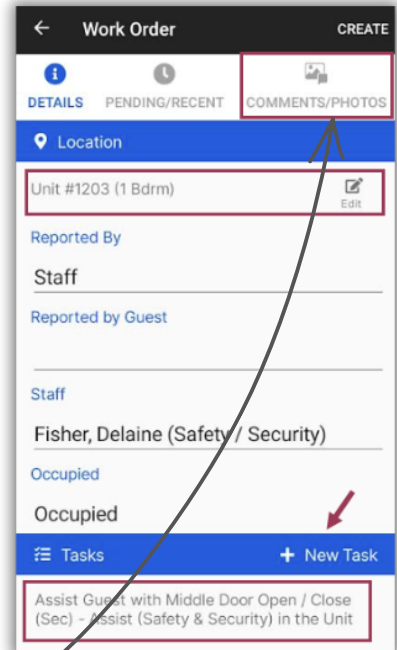 Work Order CREATE
DETAILS PENDING/RECENT COMMENTS/PHOTOS
Location
Unit #1203 (1 Bdrm)
Edit
Reported By
Staff
Reported by Guest
Staff
Fisher, Delaine (Safety / Security)
Occupied
Occupied
Tasks + New Task
Assist Guest with Middle Door Open / Close
(Sec) - Assist (Safety & Security) in the Unit